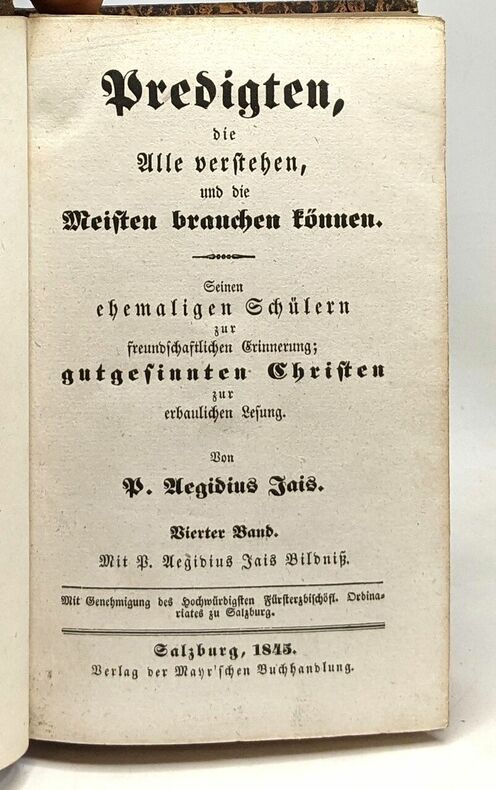 Predigten,
die
Alle verstehen,
und die
Meisten brauchen können.
Seinen
ehemaligen Schülern
zur
freundschaftlichen Erinnerung;
gutgesinnten Christen
zur
erbaulichen Lesung.
Von
P. Aegidius Jais.
Vierter Band.
Mit P. Aegidius Jais Bildniß.
Mit Genehmigung des Hochwürdigsten Fürsterzbischöfl. Ordina-
riates zu Salzburg.
Salzburg, 1845.
Verlag der Mayr'schen Buchhandlung.